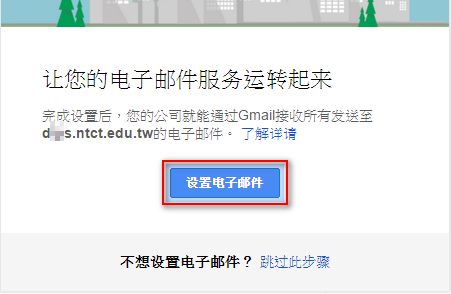 让您的电子邮件服务运转起来
完成设置后，您的公司就能通过Gmail接收所有发送至
s.ntct.edu.tw的电子邮件。 了解详请
设置电子邮件
不想设置电子邮件？ 跳过此步骤